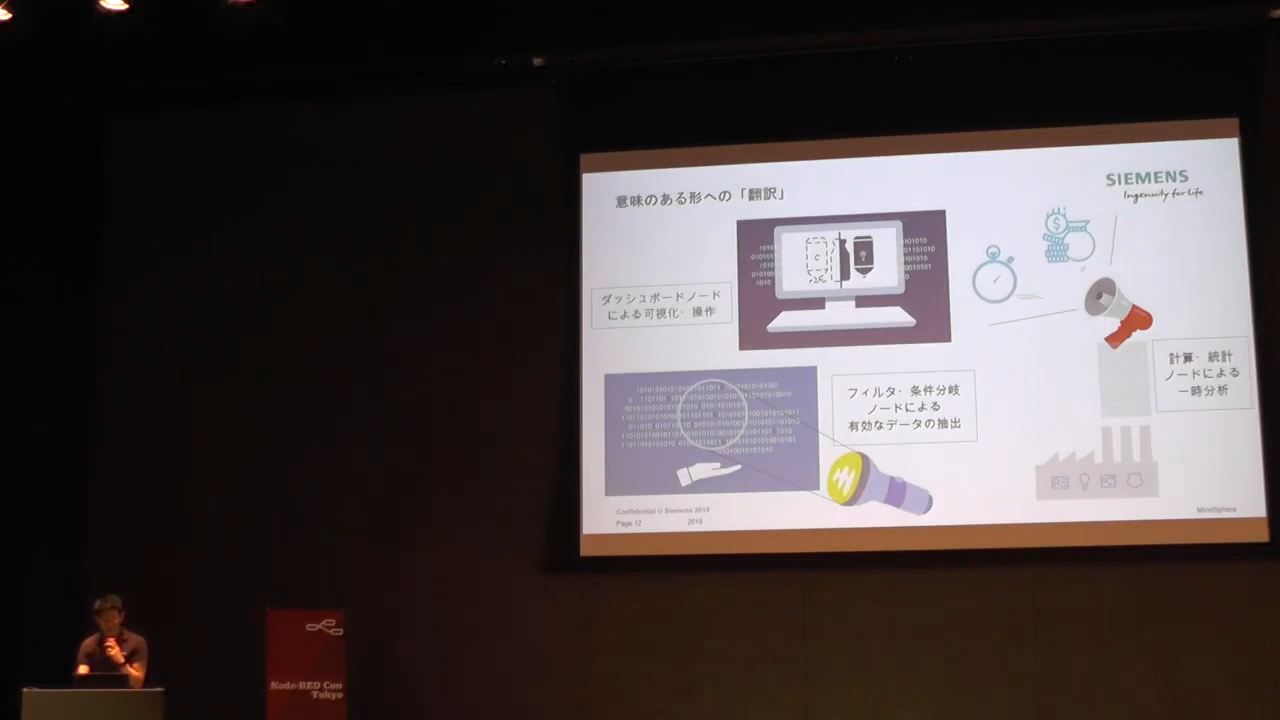 意味のある形への「翻訳」
SIEMENS
Ingenuity for life
ダッシュボードノード
による可視化・操作
計算・統計
ノードによる
一時分析
フィルタ・条件分岐
ノードによる
有効なデータの抽出
Confidential © Siemens 2019
Page 12
2019
MindSphere
Node-RED Con
Tokyo